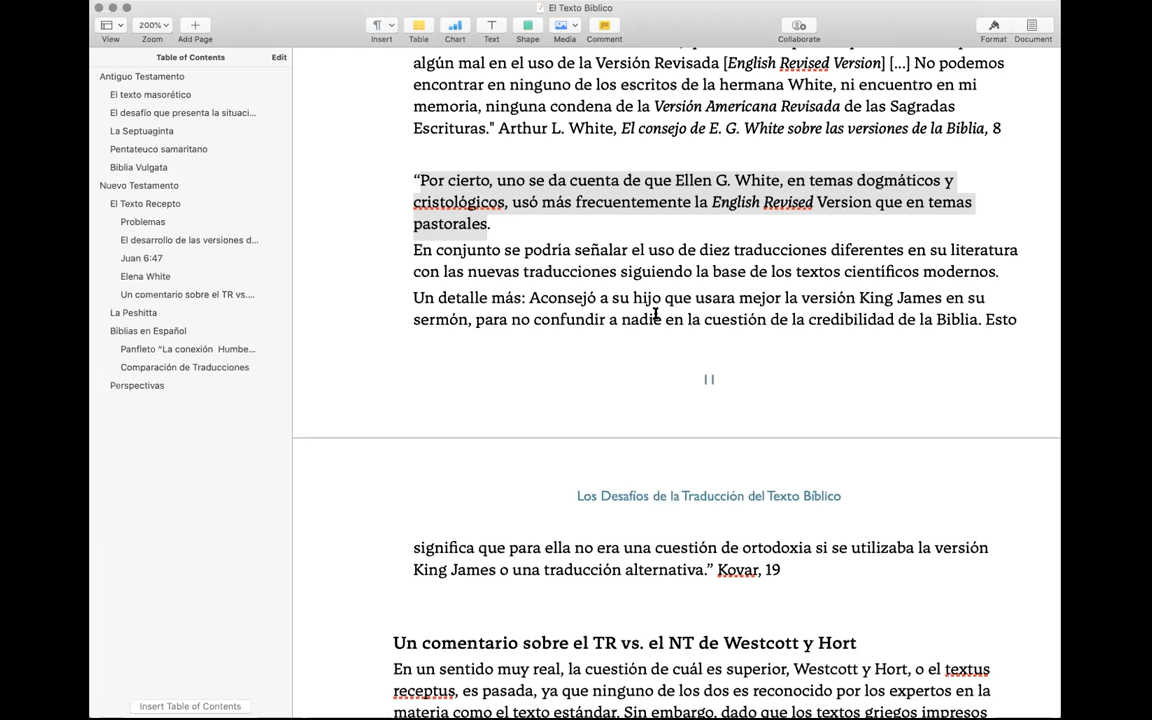 El Texto Bíblico
200%
View
Zoom
Add Page
Insert
Table
Chart
Text
Shape
Media
Comment
Collaborate
Format
Document
Table of Contents
Edit
Antiguo Testamento
El texto masorético
El desafío que presenta la situaci...
La Septuaginta
Pentateuco samaritano
Biblia Vulgata
Nuevo Testamento
El Texto Recepto
Problemas
El desarrollo de las versiones d...
Juan 6:47
Elena White
Un comentario sobre el TR vs....
La Peshitta
Biblias en Español
Panfleto “La conexión Humbe...
Comparación de Traducciones
Perspectivas
Insert Table of Contents
algún mal en el uso de la Versión Revisada [English Revised Version] [...] No podemos
encontrar en ninguno de los escritos de la hermana White, ni encuentro en mi
memoria, ninguna condena de la Versión Americana Revisada de las Sagradas
Escrituras." Arthur L. White, El consejo de E. G. White sobre las versiones de la Biblia, 8
“Por cierto, uno se da cuenta de que Ellen G. White, en temas dogmáticos y
cristológicos, usó más frecuentemente la English Revised Version que en temas
pastorales.
En conjunto se podría señalar el uso de diez traducciones diferentes en su literatura
con las nuevas traducciones siguiendo la base de los textos científicos modernos.
Un detalle más: Aconsejó a su hijo que usara mejor la versión King James en su
sermón, para no confundir a nadie en la cuestión de la credibilidad de la Biblia. Esto
11
Los Desafíos de la Traducción del Texto Bíblico
significa que para ella no era una cuestión de ortodoxia si se utilizaba la versión
King James o una traducción alternativa.” Kovar, 19
Un comentario sobre el TR vs. el NT de Westcott y Hort
En un sentido muy real, la cuestión de cuál es superior, Westcott y Hort, o el textus
receptus, es pasada, ya que ninguno de los dos es reconocido por los expertos en la
materia como el texto estándar. Sin embargo, dado que los textos griegos impresos